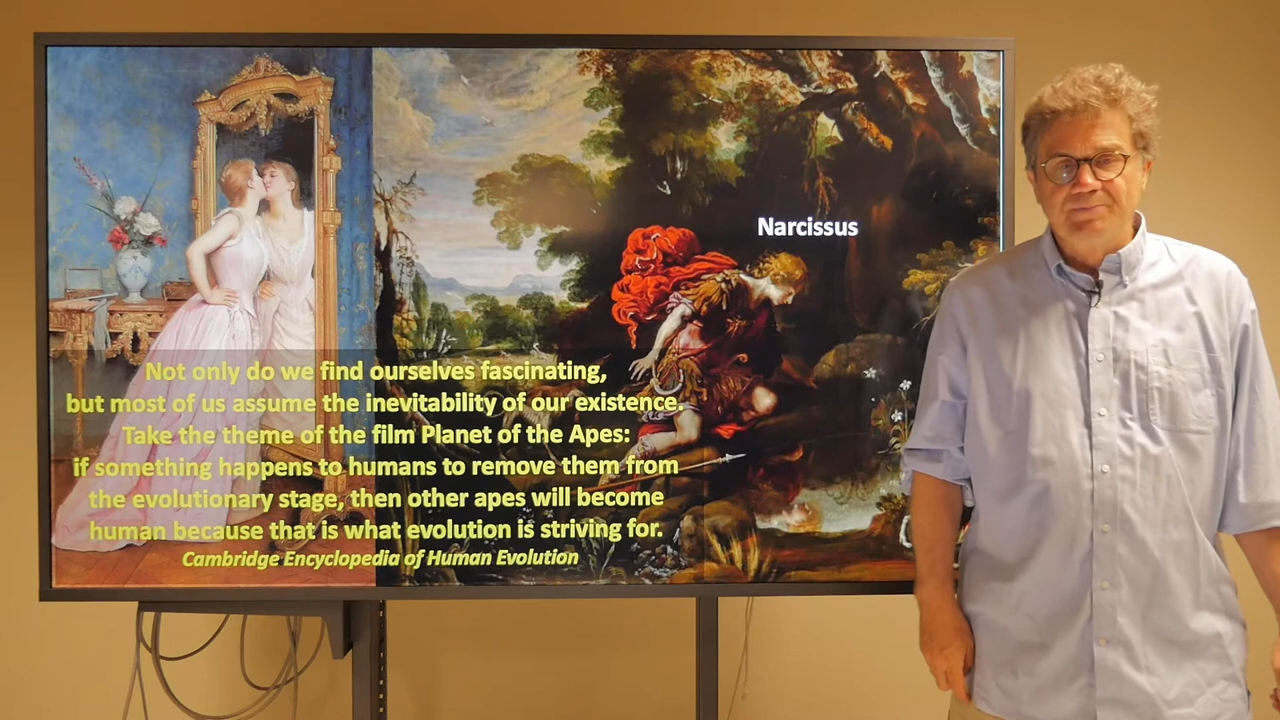 Narcissus
Not only do we find ourselves fascinating,
but most of us assume the inevitability of our existence.
Take the theme of the film Planet of the Apes:
if something happens to humans to remove them from
the evolutionary stage, then other apes will become
human because that is what evolution is striving for.
Cambridge Encyclopedia of Human Evolution